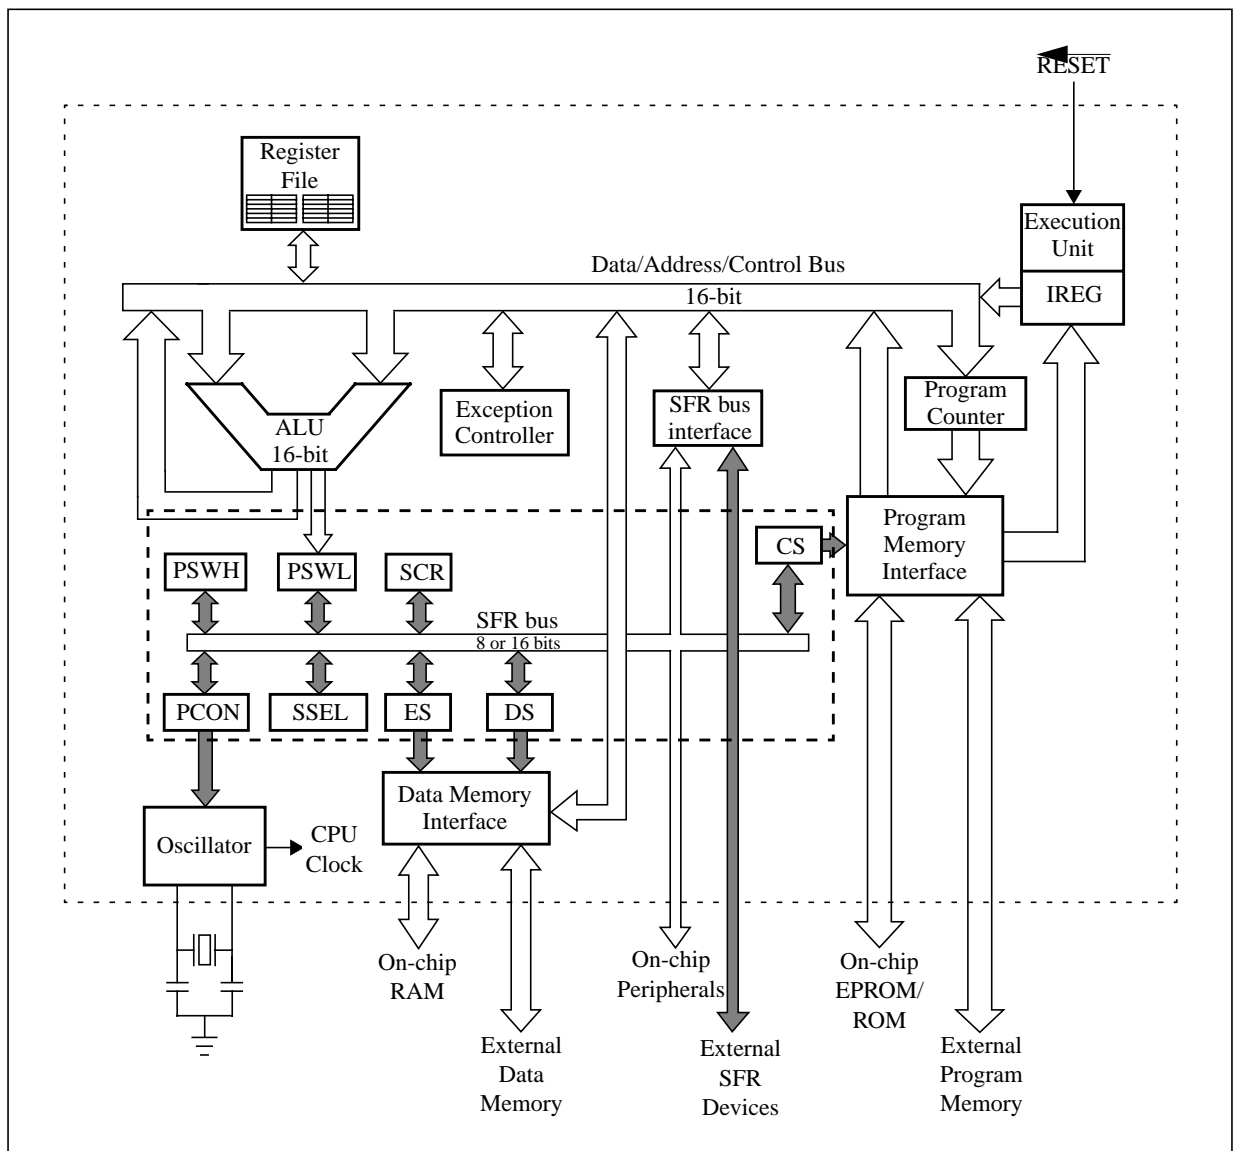 RESET
Register
File
Execution
Unit
IREG
Data/Address/Control Bus
16-bit
Program
Counter
SFR bus
interface
Exception
Controller
ALU
16-bit
Program
Memory
Interface
CS
PSWH
PSWL
SCR
SFR bus
8 or 16 bits
PCON
SSEL
ES
DS
Data Memory
Interface
Oscillator
CPU
Clock
On-chip
RAM
On-chip
Peripherals
On-chip
EPROM/
ROM
External
Data
Memory
External
SFR
Devices
External
Program
Memory